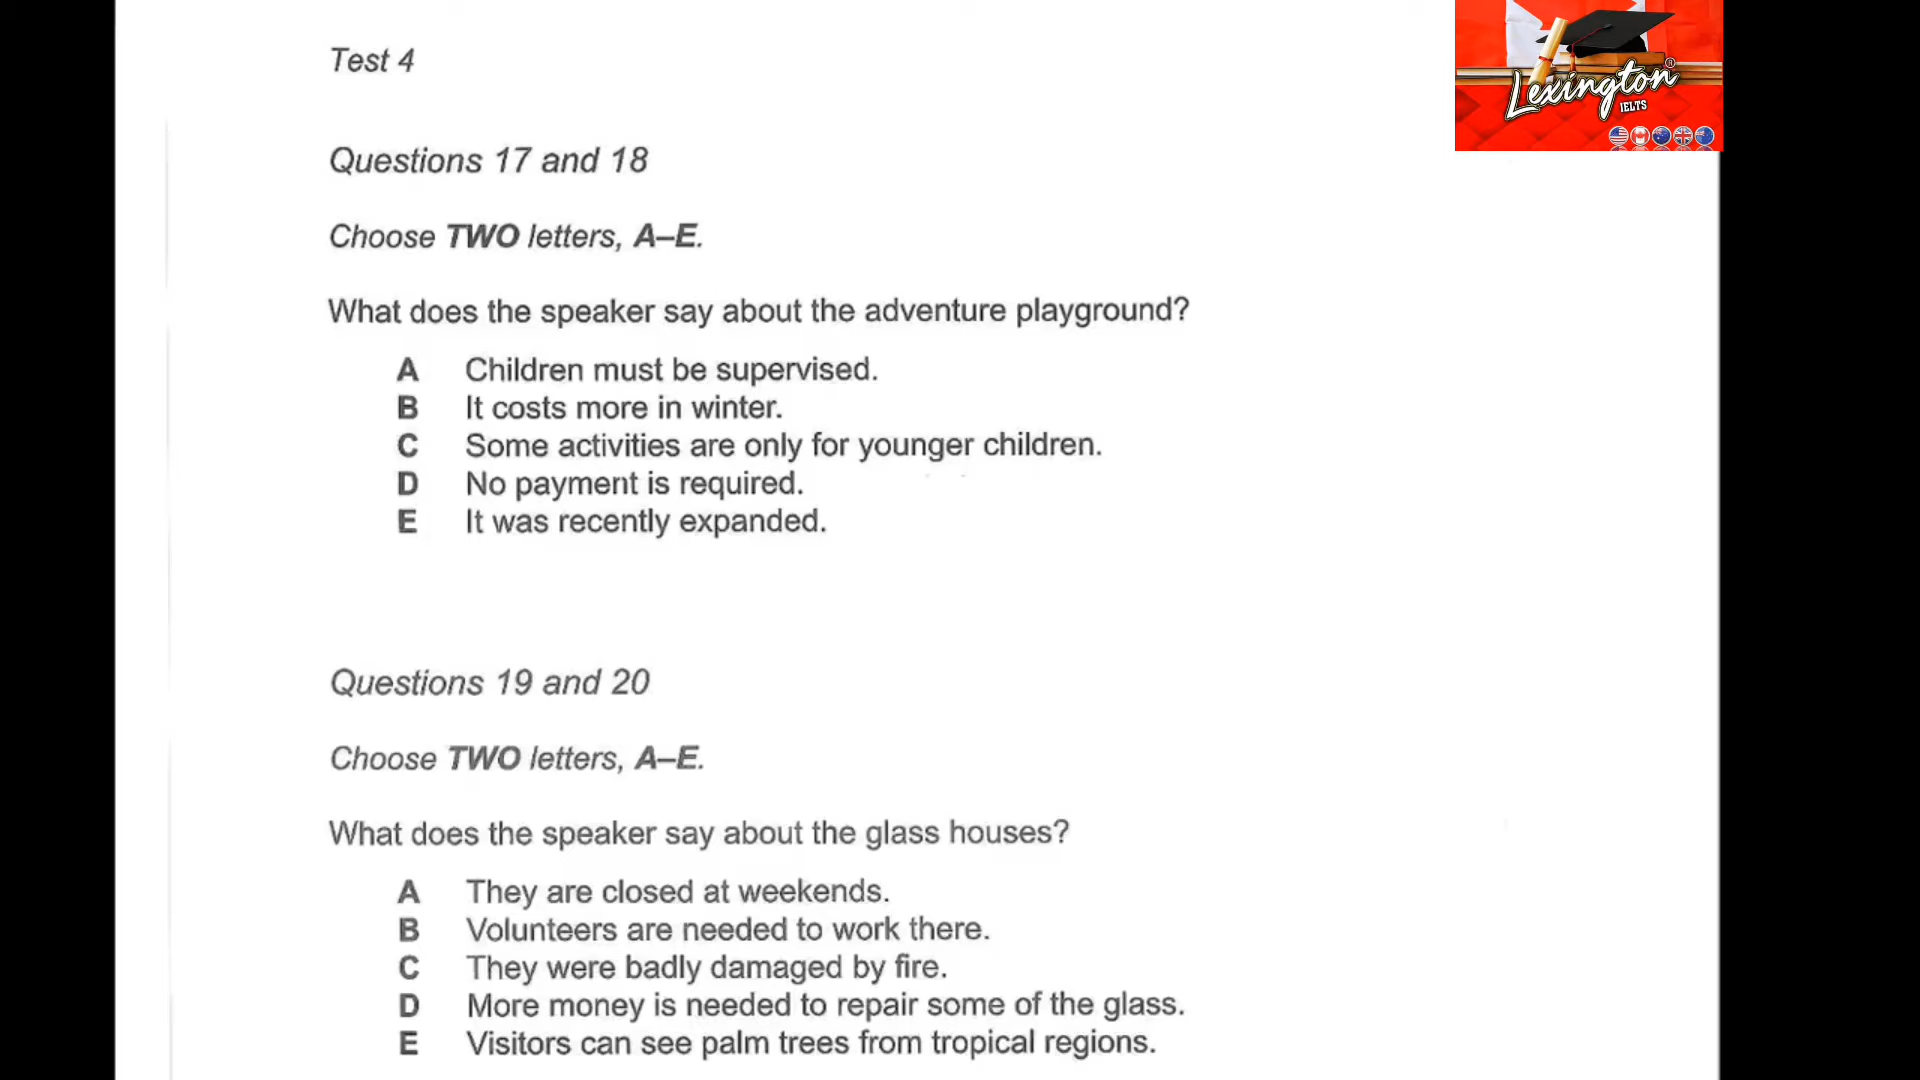 Test 4
Lexington®
IELTS
Questions 17 and 18
Choose TWO letters, A–E.
What does the speaker say about the adventure playground?
A Children must be supervised.
B It costs more in winter.
C Some activities are only for younger children.
D No payment is required.
E It was recently expanded.
Questions 19 and 20
Choose TWO letters, A–E.
What does the speaker say about the glass houses?
A They are closed at weekends.
B Volunteers are needed to work there.
C They were badly damaged by fire.
D More money is needed to repair some of the glass.
E Visitors can see palm trees from tropical regions.